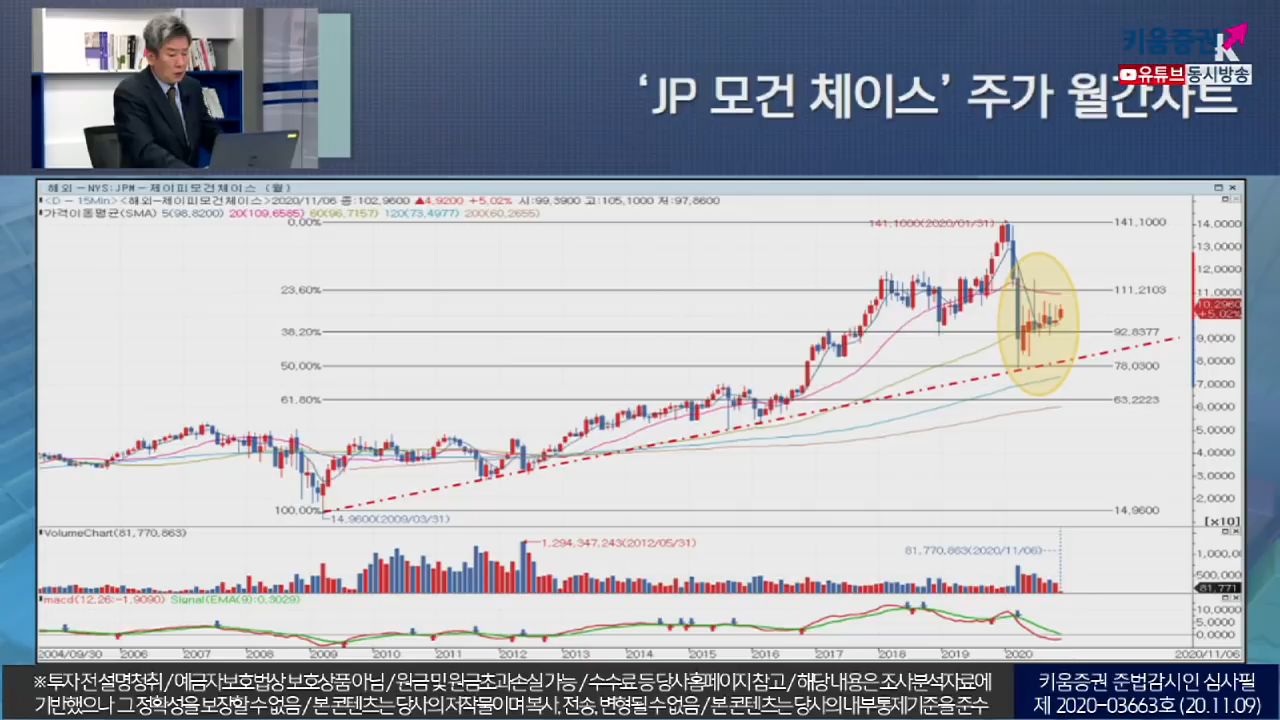 키움증권
유튜브 동시방송
‘JP 모건 체이스’ 주가 월간차트
해외-NYS:JPM-제이피모건체이스 (월)
<D - 15Min><해외-제이피모건체이스>2020/11/06 종:102,9600 ▲4,9200 +5,02% 시:99,3900 고:105,1000 저:97,8600
가격이동평균(SMA) 5(98,8200) 20(109,6585) 60(96,7157) 120(73,4977) 200(60,2655)
0,00% 141,1000(2020/01/31) 141,1000
23,60% 111,2103
38,20% 92,8377
50,00% 78,0300
61,80% 63,2223
100,00% 14,9600(2009/03/31) 14,9600
14,0000
13,0000
12,0000
11,0000
10,2960
+5,02%
9,0000
8,0000
7,0000
6,0000
5,0000
4,0000
3,0000
2,0000
[x10]
VolumeChart(81,770,863)
1,294,347,243(2012/05/31)
81,770,863(2020/11/06)
1,000,0
500,00
81,771
macd(12,26:-1,9090) Signal(EMA(9):0,3029)
10,0000
5,0000
0,0000
2004/09/30 2006 2007 2008 2009 2010 2011 2012 2013 2014 2015 2016 2017 2018 2019 2020 2020/11/06
※ 투자 전 설명청취 / 예금자보호법상 보호상품 아님 / 원금 및 원금초과손실 가능 / 수수료 등 당사홈페이지 참고 / 해당 내용은 조사분석자료에
기반했으나 그 정확성을 보장할 수 없음 / 본 콘텐츠는 당사의 저작물이며 복사, 전송, 변형될 수 없음 / 본 콘텐츠는 당사의 내부통제기준을 준수
키움증권 준법감시인 심사필
제 2020-03663호 (20.11.09)